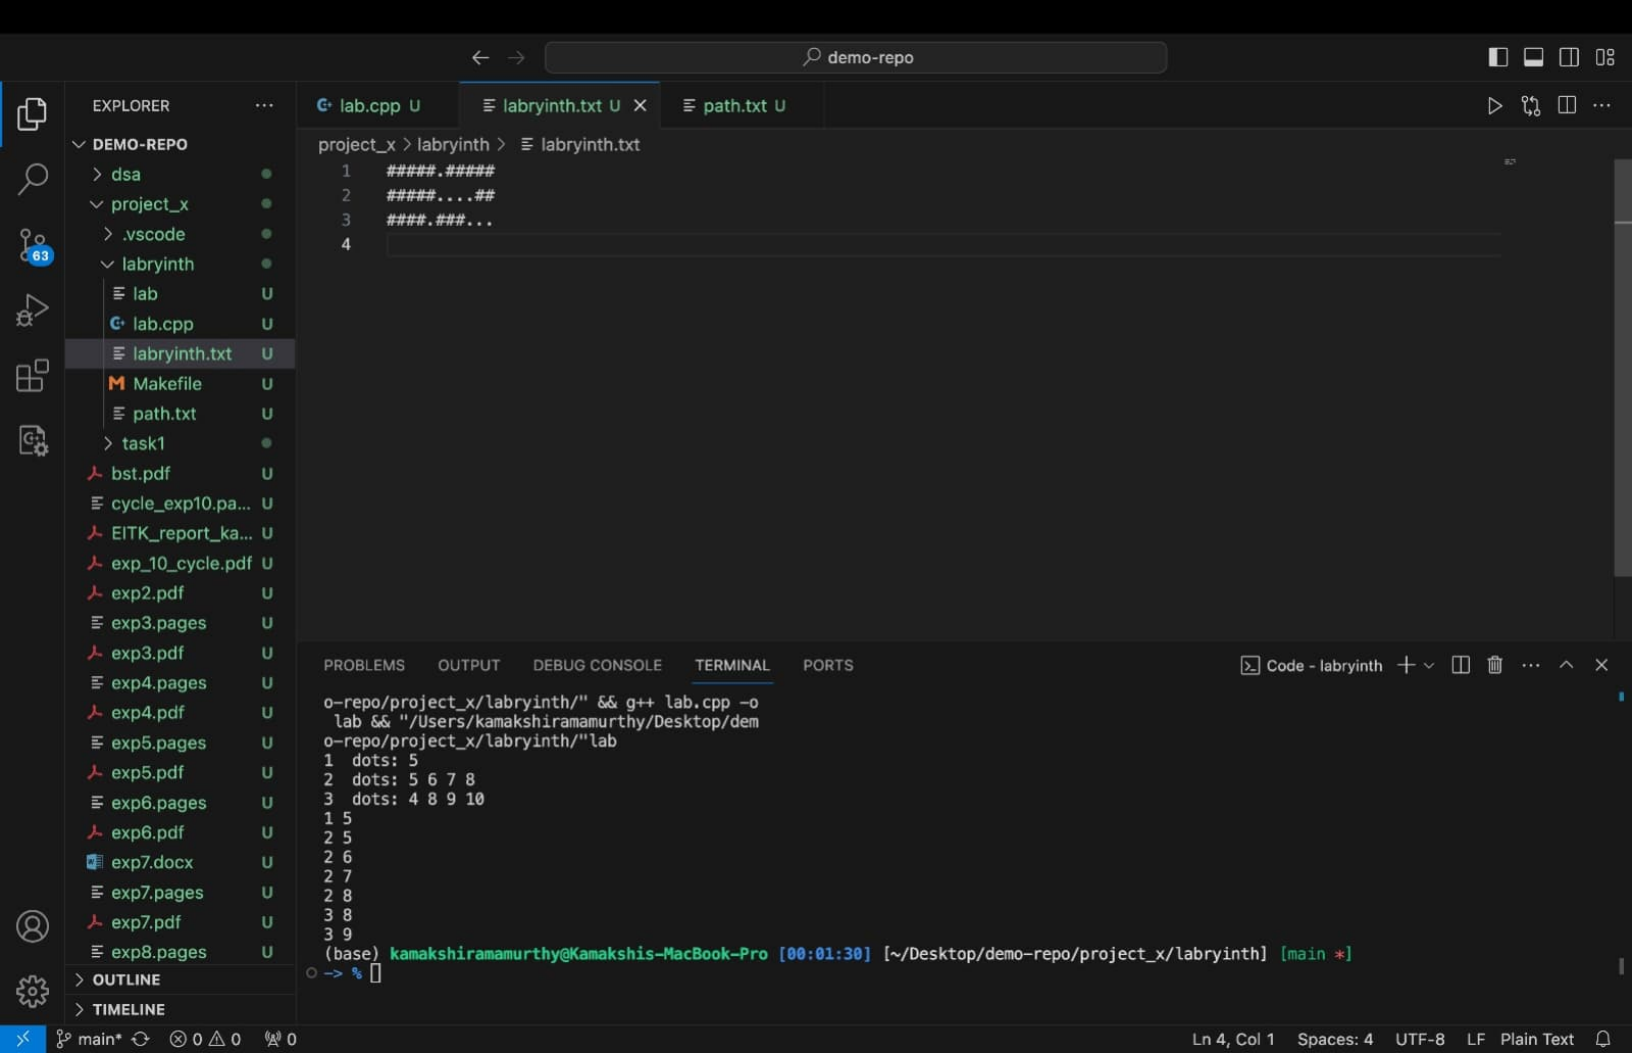 demo-repo
EXPLORER
lab.cpp U
labryinth.txt U
path.txt U
DEMO-REPO
project_x > labryinth > labryinth.txt
dsa
project_x
.vscode
labryinth
lab U
lab.cpp U
labryinth.txt U
Makefile U
path.txt U
task1
bst.pdf U
cycle_exp10.pa... U
EITK_report_ka... U
exp_10_cycle.pdf U
exp2.pdf U
exp3.pages U
exp3.pdf U
exp4.pages U
exp4.pdf U
exp5.pages U
exp5.pdf U
exp6.pages U
exp6.pdf U
exp7.docx U
exp7.pages U
exp7.pdf U
exp8.pages U
OUTLINE
TIMELINE
63
1 #####.#####
2 #####....##
3 ####.###...
4
PROBLEMS OUTPUT DEBUG CONSOLE TERMINAL PORTS
Code - labryinth
o-repo/project_x/labryinth/" && g++ lab.cpp -o
lab && "/Users/kamakshiramamurthy/Desktop/dem
o-repo/project_x/labryinth/"lab
1 dots: 5
2 dots: 5 6 7 8
3 dots: 4 8 9 10
1 5
2 5
2 6
2 7
2 8
3 8
3 9
(base) kamakshiramamurthy@Kamakshis-MacBook-Pro [00:01:30] [~/Desktop/demo-repo/project_x/labryinth] [main *]
-> %
main* 0 0 0
Ln 4, Col 1 Spaces: 4 UTF-8 LF Plain Text